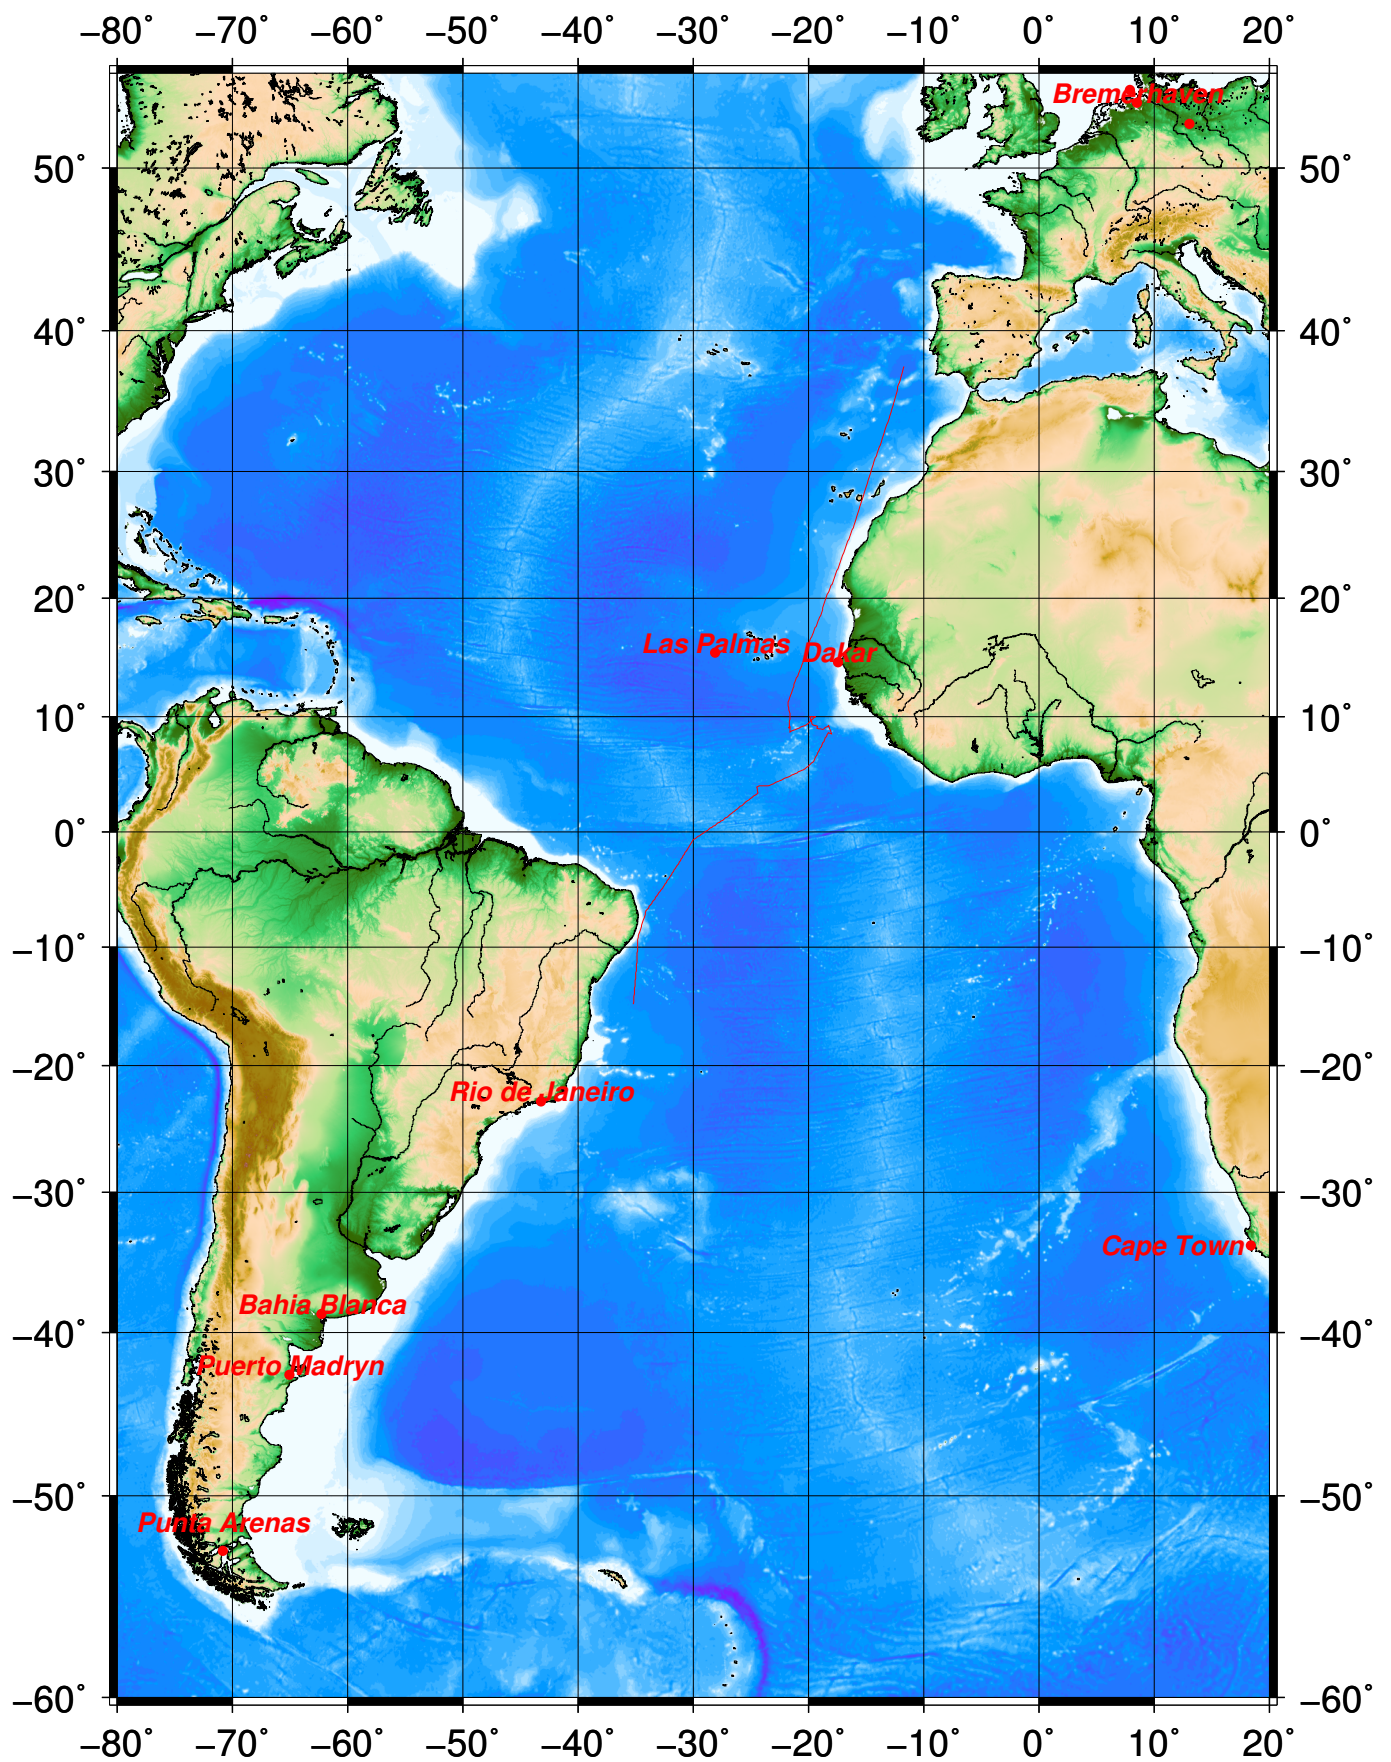 −80° −70° −60° −50° −40° −30° −20° −10° 0° 10° 20°
Bremerhaven
50° 50°
40° 40°
30° 30°
20° 20°
Las Palmas Dakar
10° 10°
0° 0°
−10° −10°
−20° −20°
Rio de Janeiro
−30° −30°
Cape Town
Bahia Blanca
−40° −40°
Puerto Madryn
−50° −50°
Punta Arenas
−60° −60°
−80° −70° −60° −50° −40° −30° −20° −10° 0° 10° 20°